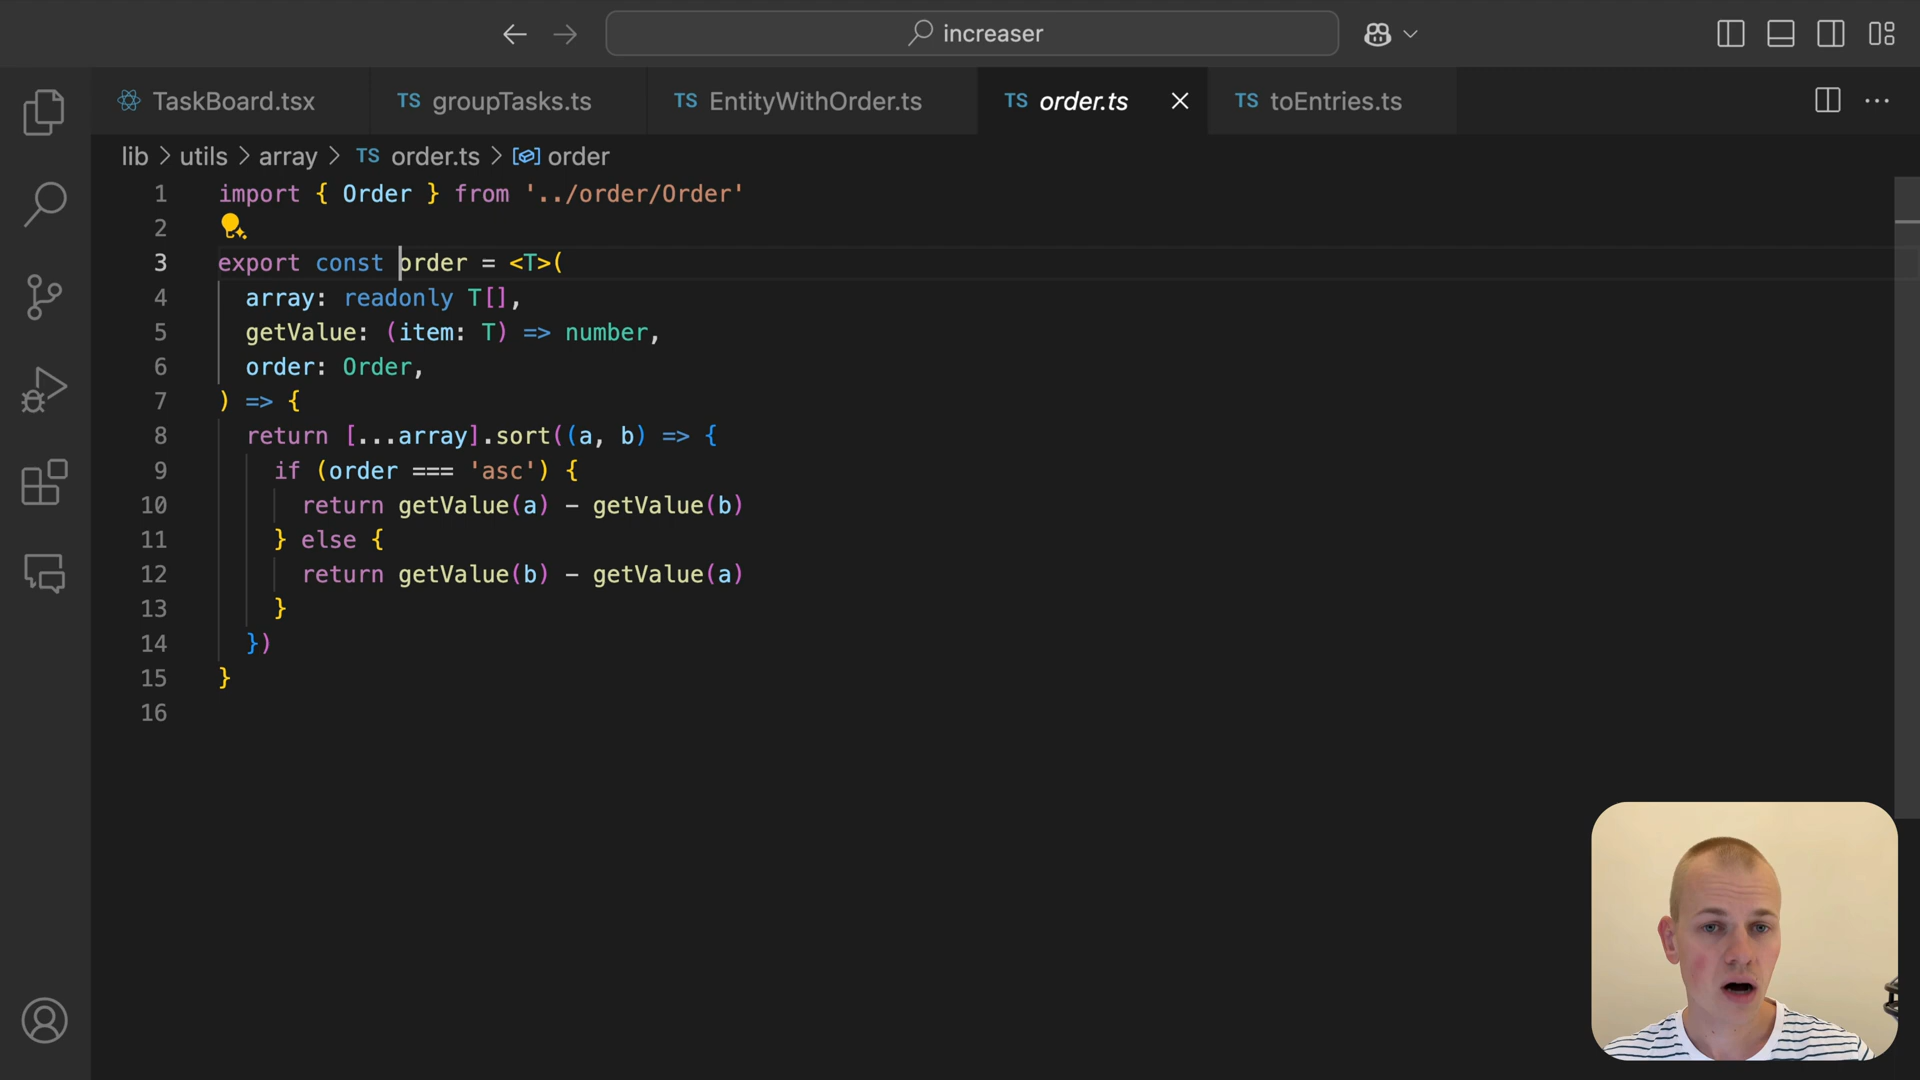 increaser
TaskBoard.tsx
TS groupTasks.ts
TS EntityWithOrder.ts
TS order.ts
TS toEntries.ts
lib > utils > array > TS order.ts > order
1 import { Order } from '../order/Order'
2
3 export const order = <T>(
4 array: readonly T[],
5 getValue: (item: T) => number,
6 order: Order,
7 ) => {
8 return [...array].sort((a, b) => {
9 if (order === 'asc') {
10 return getValue(a) - getValue(b)
11 } else {
12 return getValue(b) - getValue(a)
13 }
14 })
15 }
16